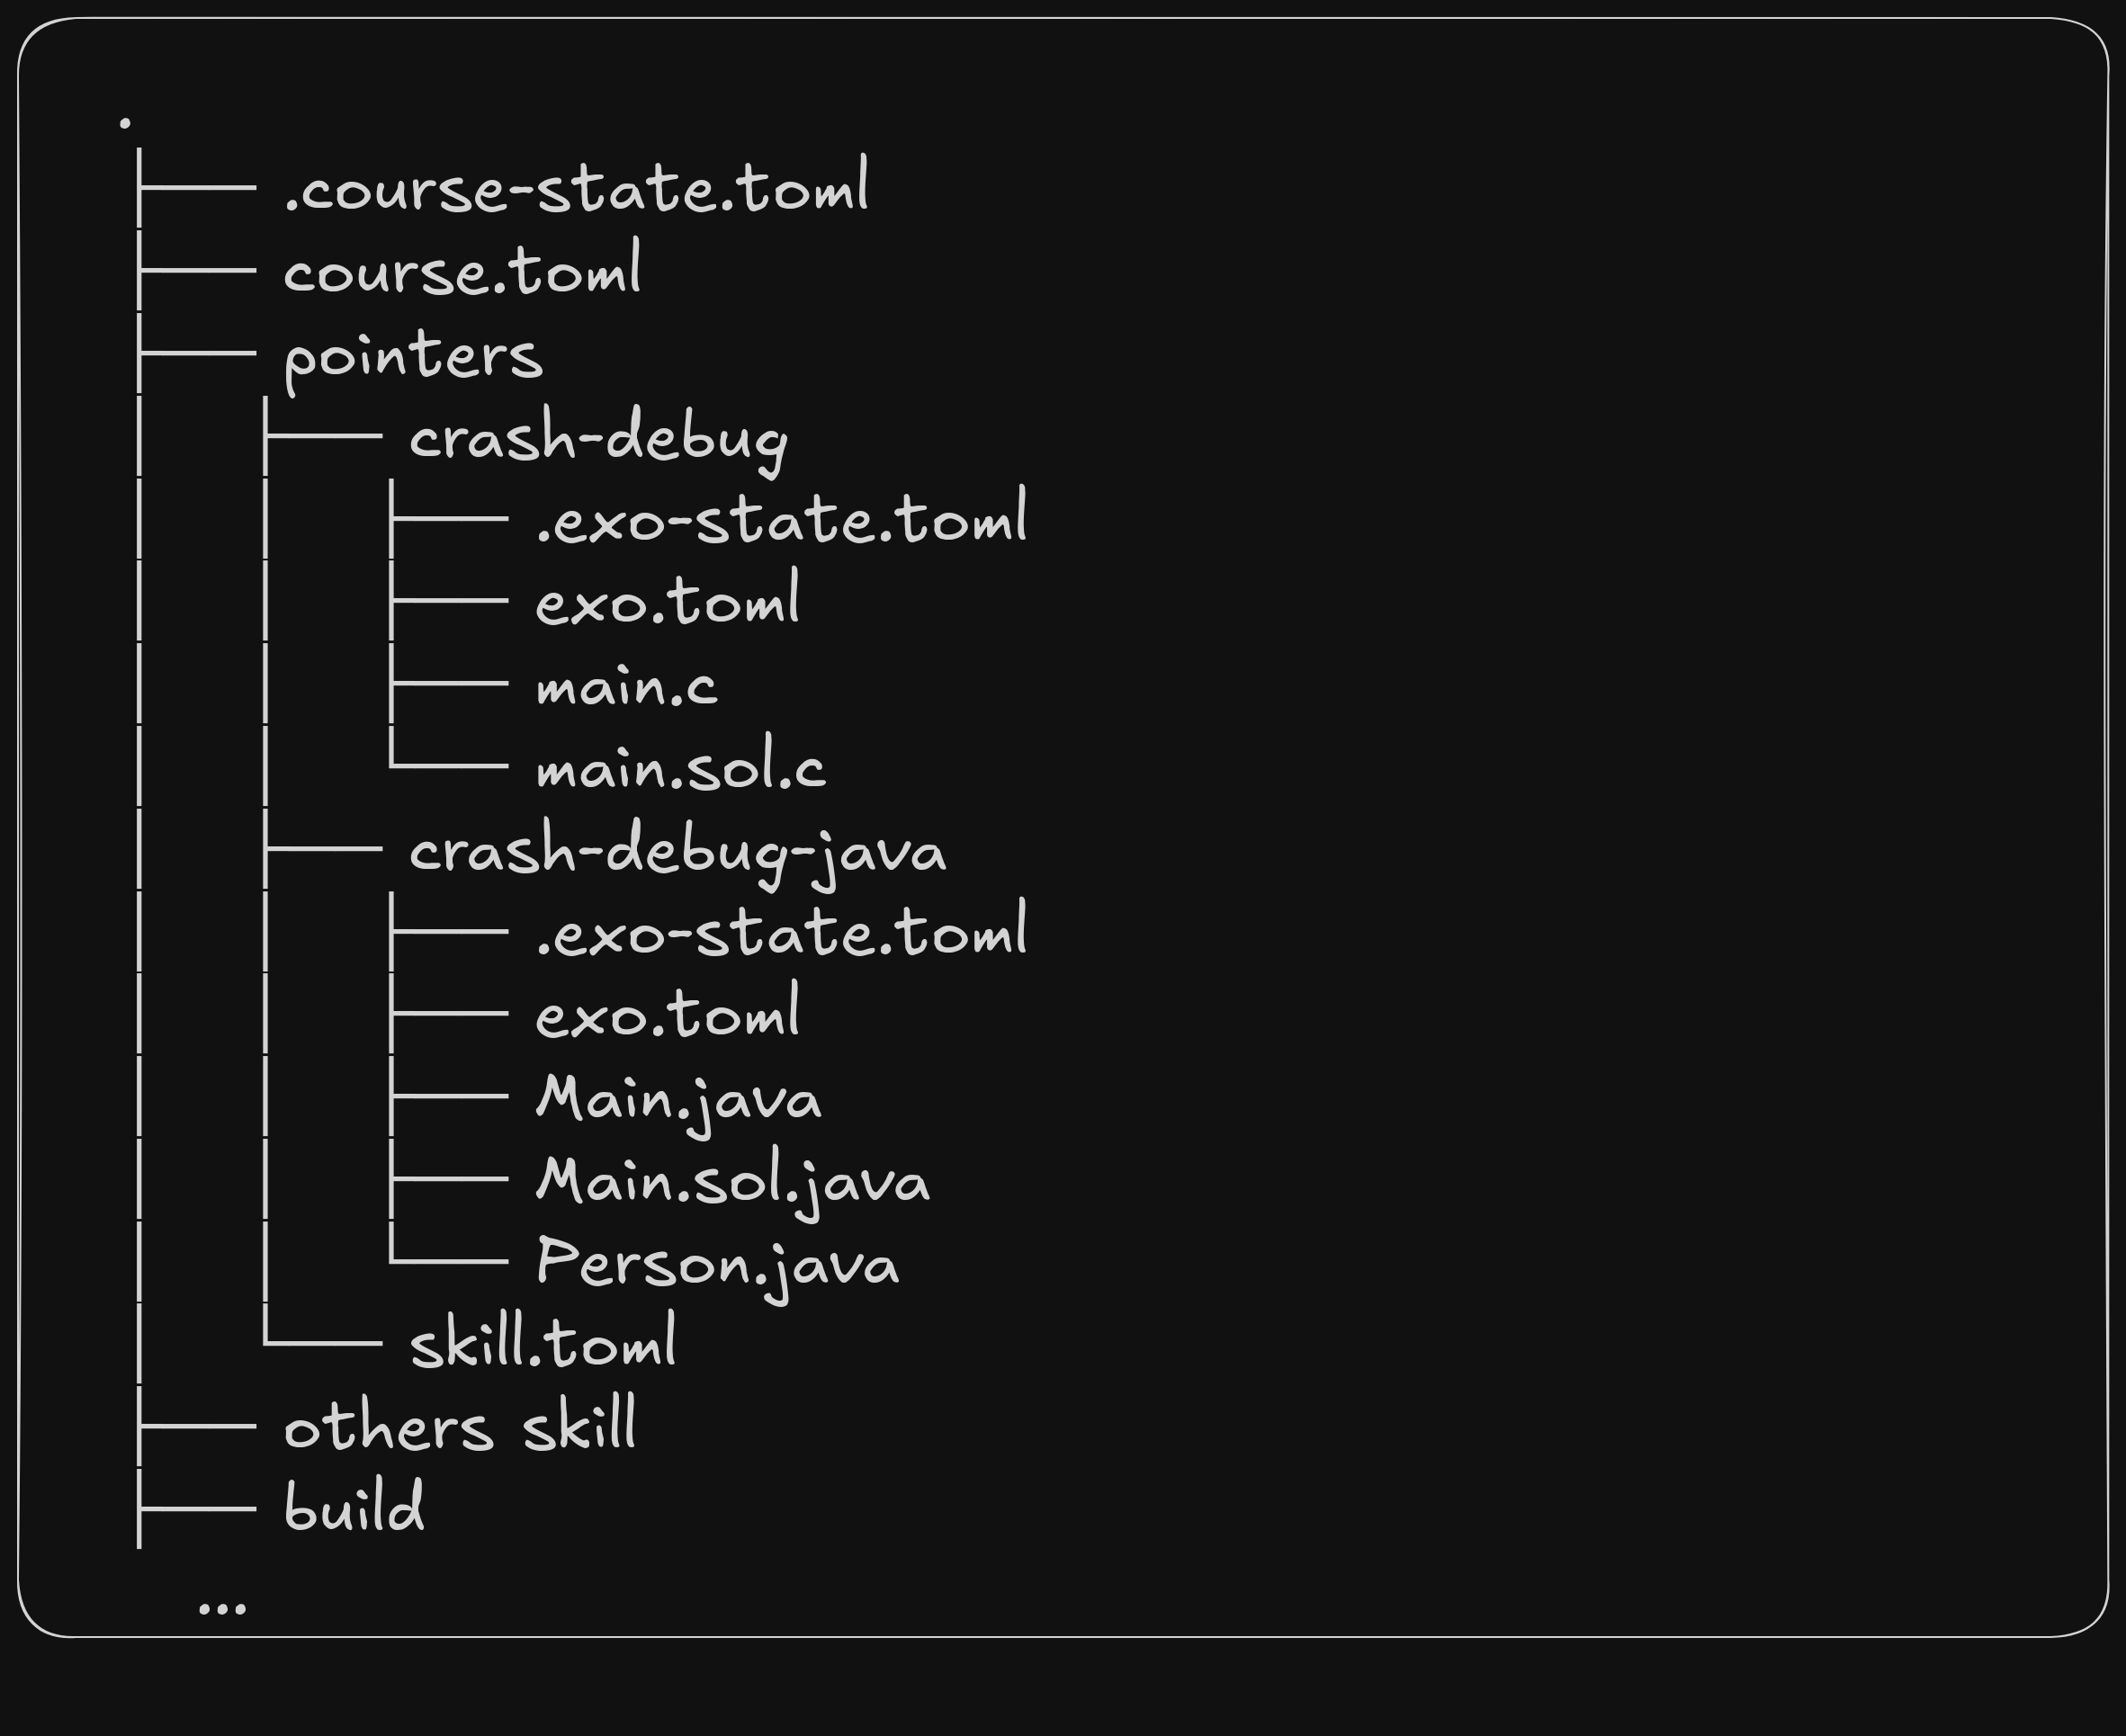 .
.course-state.toml
course.toml
pointers
crash-debug
.exo-state.toml
exo.toml
main.c
main.sol.c
crash-debug-java
.exo-state.toml
exo.toml
Main.java
Main.sol.java
Person.java
skill.toml
others skill
build
...